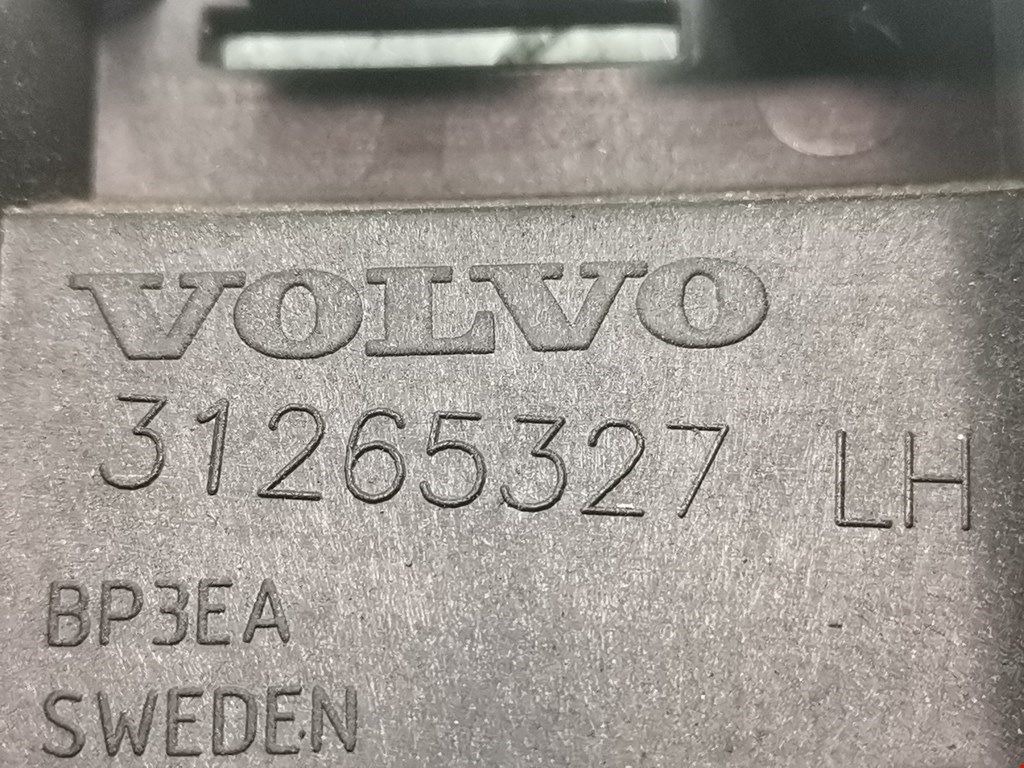 VOLVO
31265327 LH
BP3EA
SWEDEN